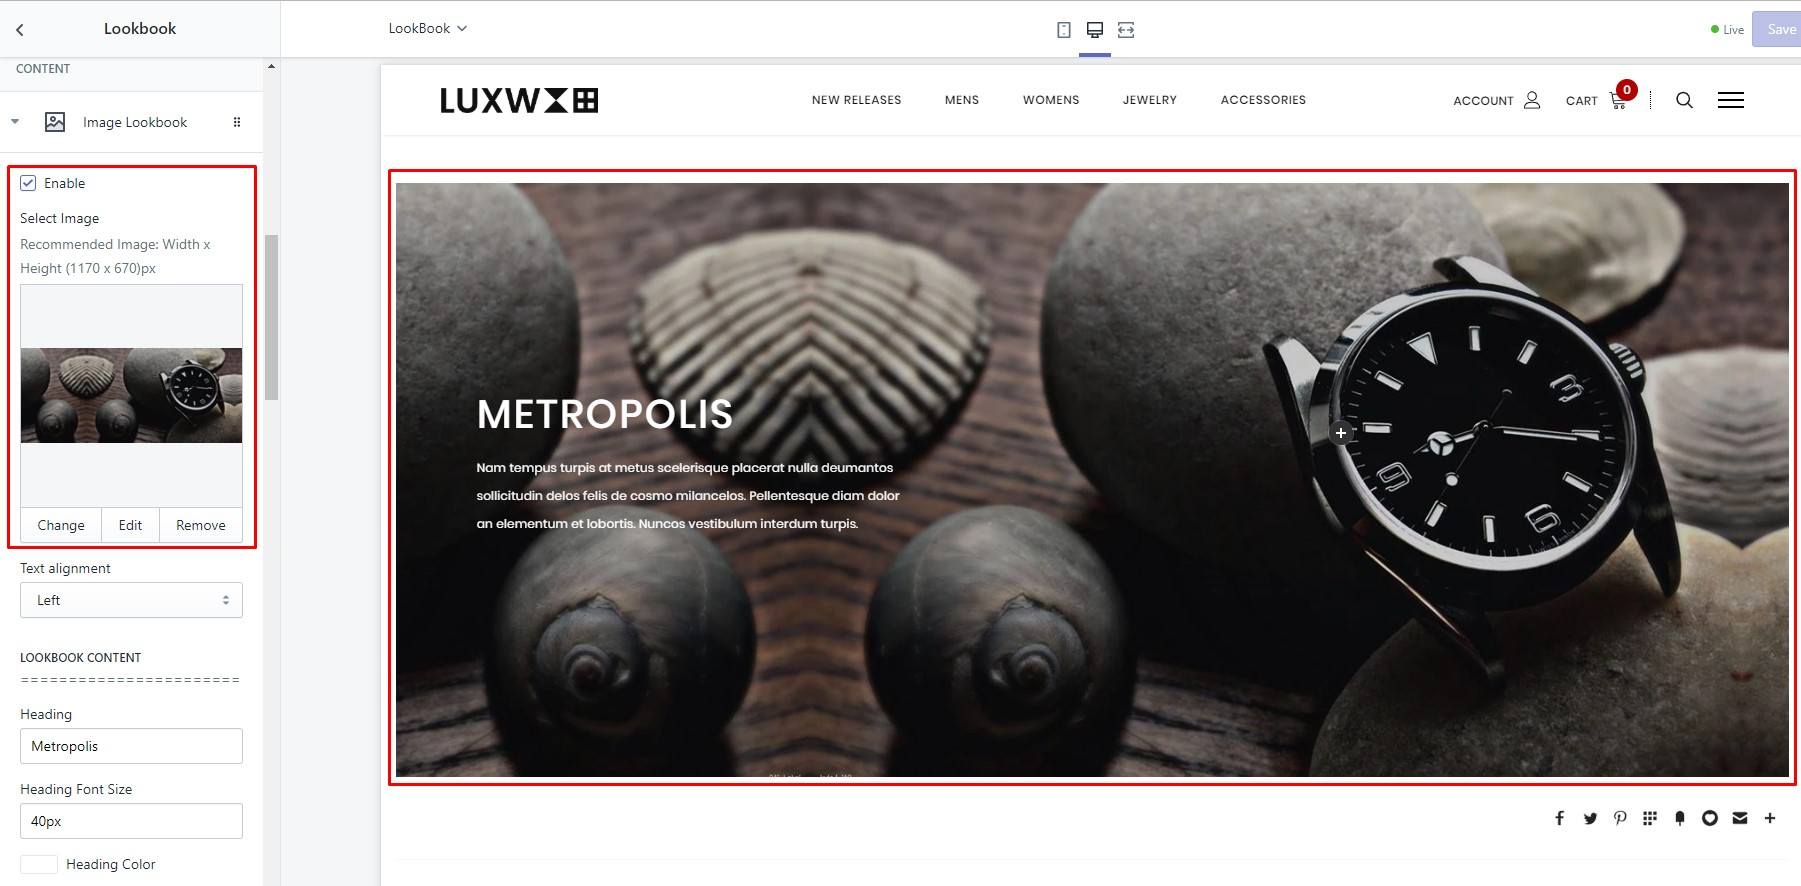 Lookbook
LookBook
Live
Save
CONTENT
Image Lookbook
Enable
Select Image
Recommended Image: Width x
Height (1170 x 670)px
Change
Edit
Remove
Text alignment
Left
LOOKBOOK CONTENT
=======================
Heading
Metropolis
Heading Font Size
40px
Heading Color
LUXW
NEW RELEASES
MENS
WOMENS
JEWELRY
ACCESSORIES
ACCOUNT
CART
0
METROPOLIS
Nam tempus turpis at metus scelerisque placerat nulla deumantos
sollicitudin delos felis de cosmo milancelos. Pellentesque diam dolor
an elementum et lobortis. Nuncos vestibulum interdum turpis.
3
6
9